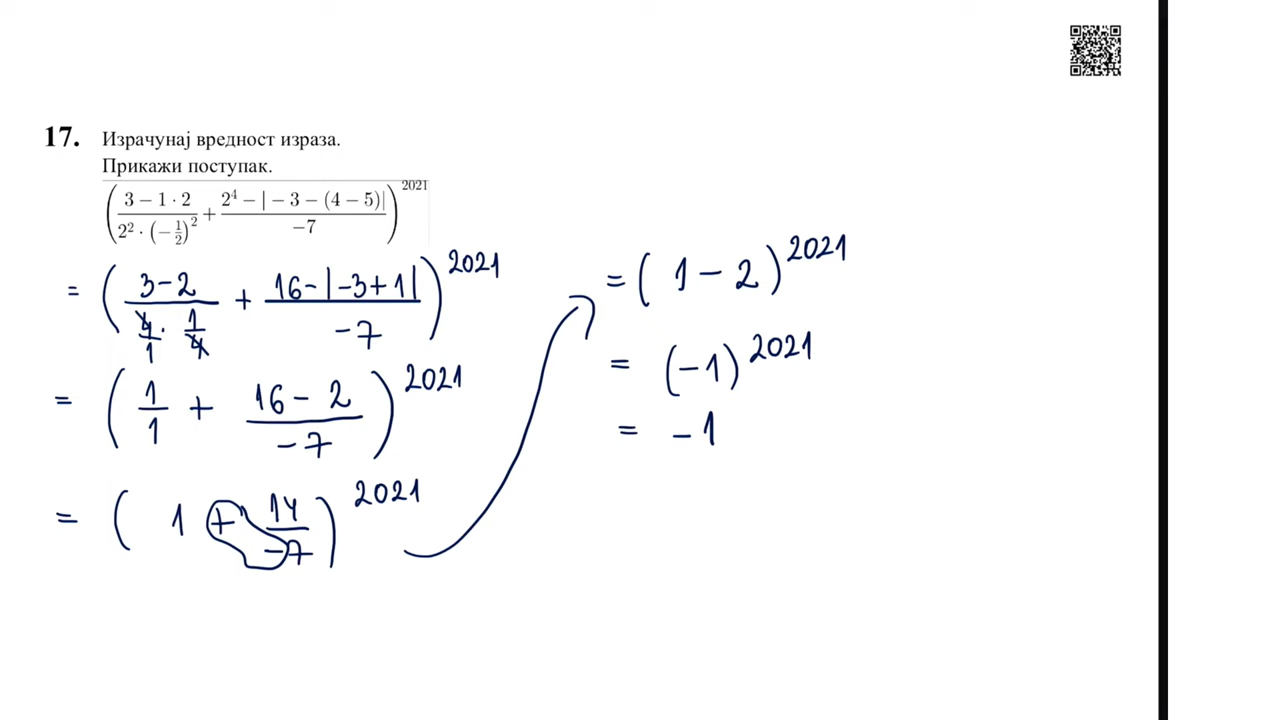 17. Израчунај вредност израза.
Прикажи поступак.
(3 − 1 · 2 / 2² · (−1/2)² + 2⁴ − | − 3 − (4 − 5)| / −7)²⁰²¹
= (3-2 / 4/1 · 1/4 + 16-|-3+1| / -7)²⁰²¹
= (1/1 + 16-2 / -7)²⁰²¹
= (1 + 14/-7)²⁰²¹
= (1-2)²⁰²¹
= (-1)²⁰²¹
= -1